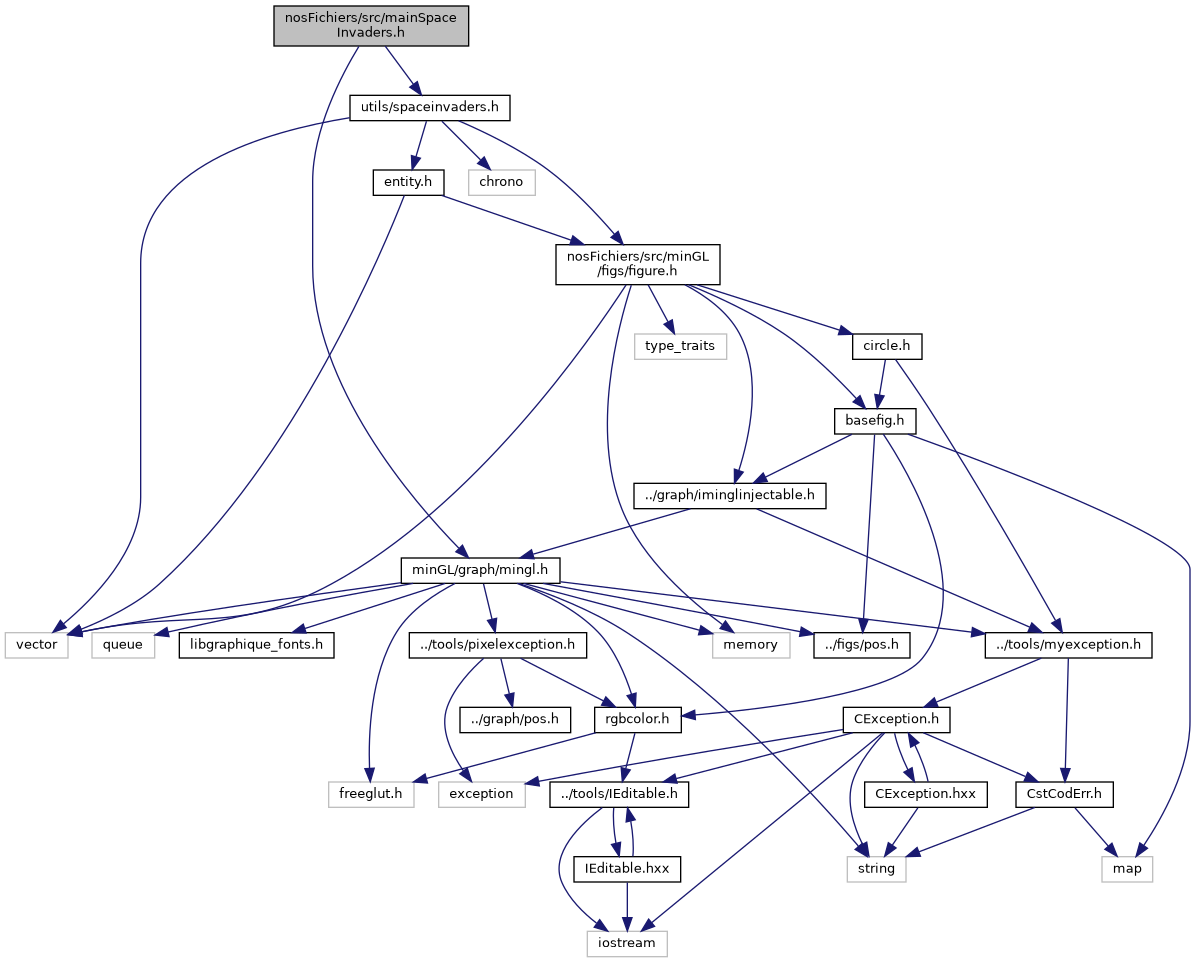 nosFichiers/src/mainSpace
Invaders.h
utils/spaceinvaders.h
entity.h
chrono
nosFichiers/src/minGL
/figs/figure.h
type_traits
circle.h
basefig.h
../graph/iminglinjectable.h
minGL/graph/mingl.h
vector
queue
libgraphique_fonts.h
../tools/pixelexception.h
memory
../figs/pos.h
../tools/myexception.h
../graph/pos.h
rgbcolor.h
CException.h
freeglut.h
exception
../tools/IEditable.h
CException.hxx
CstCodErr.h
IEditable.hxx
string
map
iostream